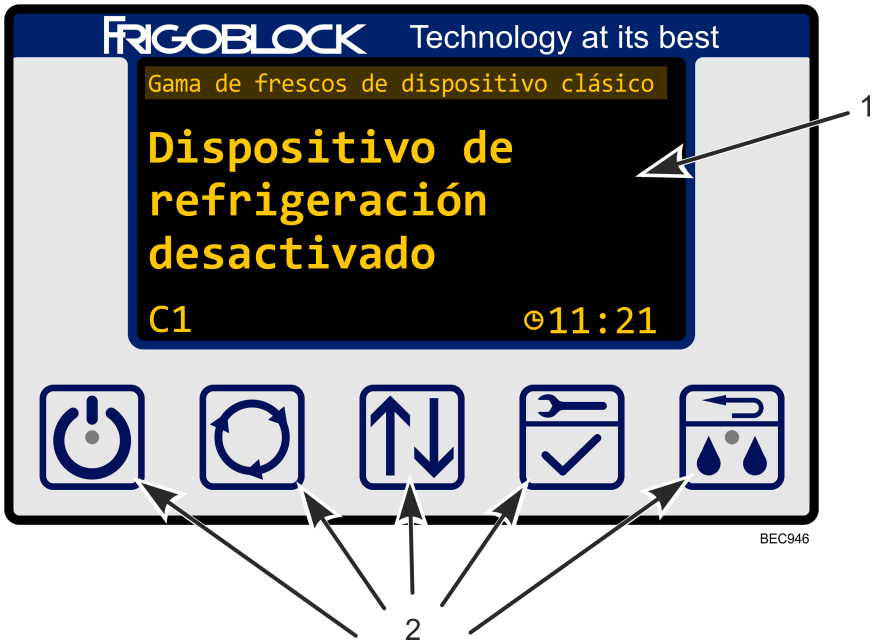 FRIGOBLOCK Technology at its best
Gama de frescos de dispositivo clásico
Dispositivo de
refrigeración
desactivado
C1 11:21
1
BEC946
2